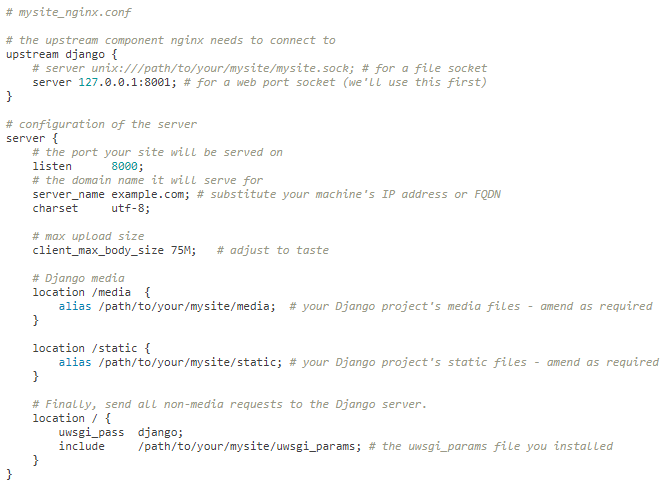 # mysite_nginx.conf
# the upstream component nginx needs to connect to
upstream django {
    # server unix:///path/to/your/mysite/mysite.sock; # for a file socket
    server 127.0.0.1:8001; # for a web port socket (we'll use this first)
}
# configuration of the server
server {
    # the port your site will be served on
    listen      8000;
    # the domain name it will serve for
    server_name example.com; # substitute your machine's IP address or FQDN
    charset     utf-8;
    # max upload size
    client_max_body_size 75M;   # adjust to taste
    # Django media
    location /media  {
        alias /path/to/your/mysite/media;  # your Django project's media files - amend as required
    }
    location /static {
        alias /path/to/your/mysite/static; # your Django project's static files - amend as required
    }
    # Finally, send all non-media requests to the Django server.
    location / {
        uwsgi_pass  django;
        include     /path/to/your/mysite/uwsgi_params; # the uwsgi_params file you installed
    }
}